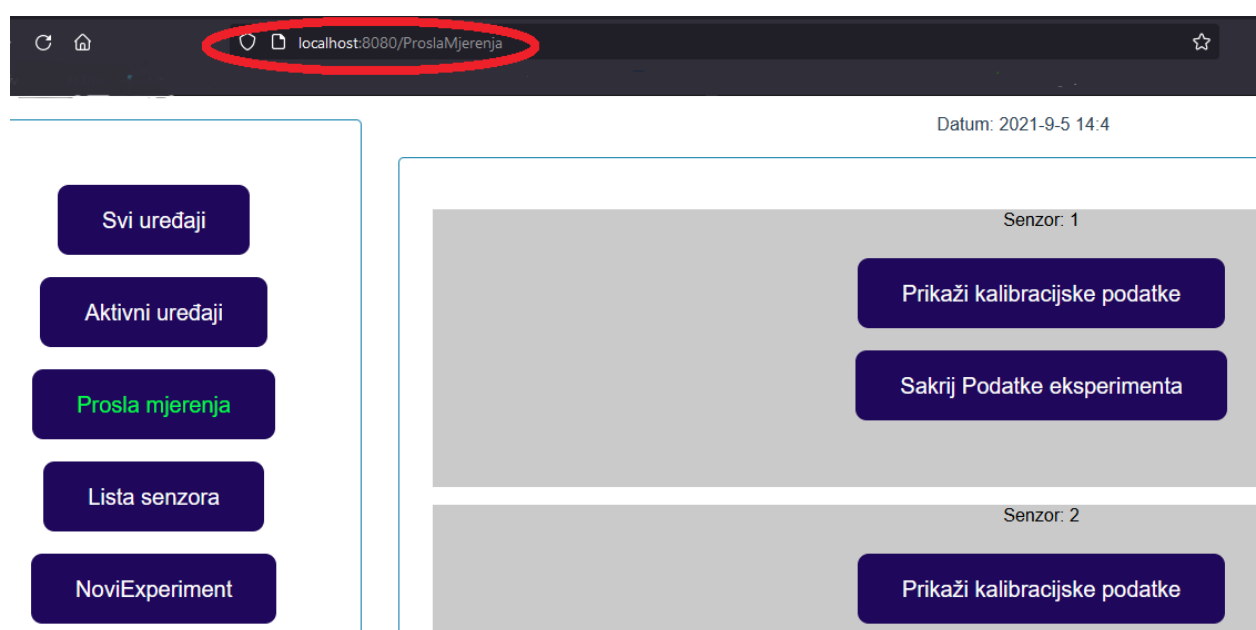 localhost:8080/ProslaMjerenja
Datum: 2021-9-5 14:4
Svi uređaji
Aktivni uređaji
Prosla mjerenja
Lista senzora
NoviExperiment
Senzor: 1
Prikaži kalibracijske podatke
Sakrij Podatke eksperimenta
Senzor: 2
Prikaži kalibracijske podatke